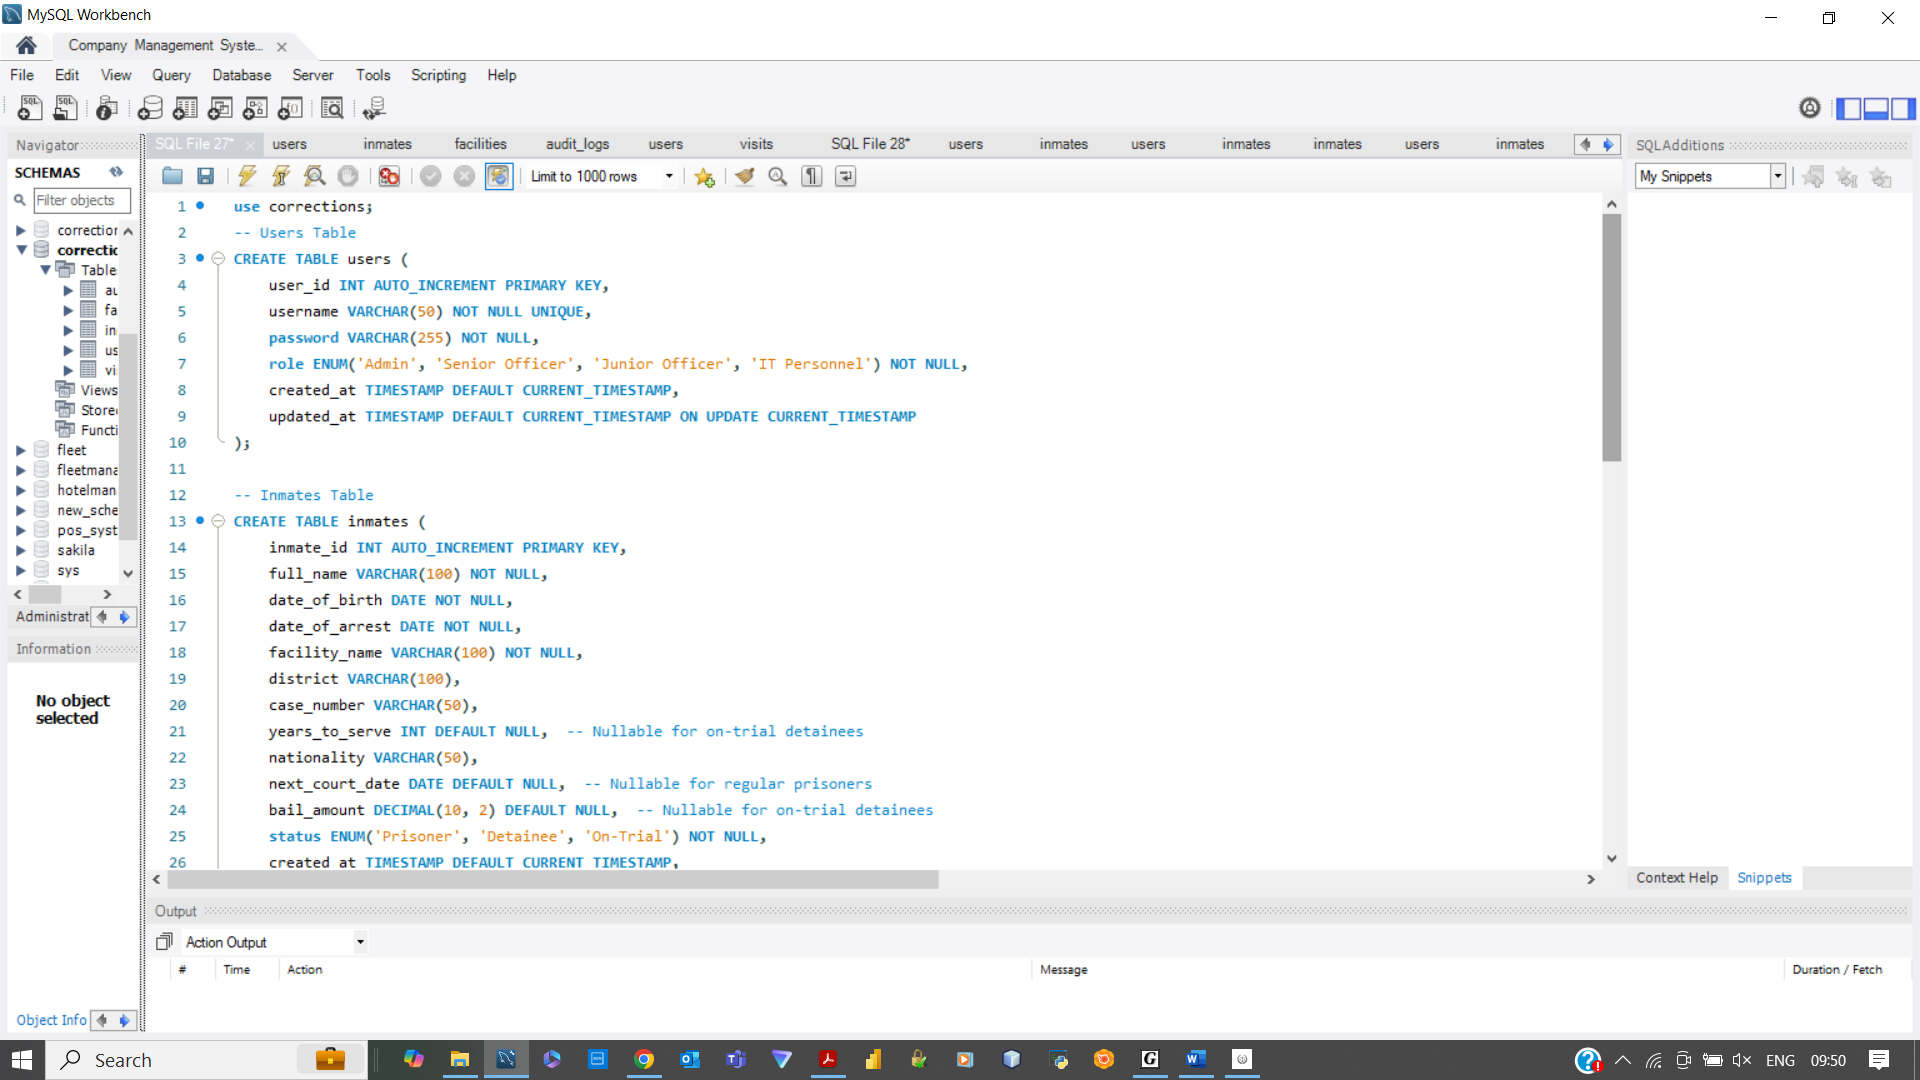 MySQL Workbench
Company Management Syste...
File Edit View Query Database Server Tools Scripting Help
Navigator
SCHEMAS
Filter objects
correction
correctic
Table
au
fa
in
us
vi
Views
Store
Functi
fleet
fleetmana
hotelman
new_sche
pos_syst
sakila
sys
Administrat
Information
No object
selected
Object Info
SQL File 27* users inmates facilities audit_logs users visits SQL File 28* users inmates users inmates inmates users inmates
Limit to 1000 rows
1 use corrections;
2 -- Users Table
3 CREATE TABLE users (
4 user_id INT AUTO_INCREMENT PRIMARY KEY,
5 username VARCHAR(50) NOT NULL UNIQUE,
6 password VARCHAR(255) NOT NULL,
7 role ENUM('Admin', 'Senior Officer', 'Junior Officer', 'IT Personnel') NOT NULL,
8 created_at TIMESTAMP DEFAULT CURRENT_TIMESTAMP,
9 updated_at TIMESTAMP DEFAULT CURRENT_TIMESTAMP ON UPDATE CURRENT_TIMESTAMP
10 );
11
12 -- Inmates Table
13 CREATE TABLE inmates (
14 inmate_id INT AUTO_INCREMENT PRIMARY KEY,
15 full_name VARCHAR(100) NOT NULL,
16 date_of_birth DATE NOT NULL,
17 date_of_arrest DATE NOT NULL,
18 facility_name VARCHAR(100) NOT NULL,
19 district VARCHAR(100),
20 case_number VARCHAR(50),
21 years_to_serve INT DEFAULT NULL, -- Nullable for on-trial detainees
22 nationality VARCHAR(50),
23 next_court_date DATE DEFAULT NULL, -- Nullable for regular prisoners
24 bail_amount DECIMAL(10, 2) DEFAULT NULL, -- Nullable for on-trial detainees
25 status ENUM('Prisoner', 'Detainee', 'On-Trial') NOT NULL,
26 created_at TIMESTAMP DEFAULT CURRENT_TIMESTAMP,
SQLAdditions
My Snippets
Context Help Snippets
Output
Action Output
# Time Action Message Duration / Fetch
Search
ENG 09:50